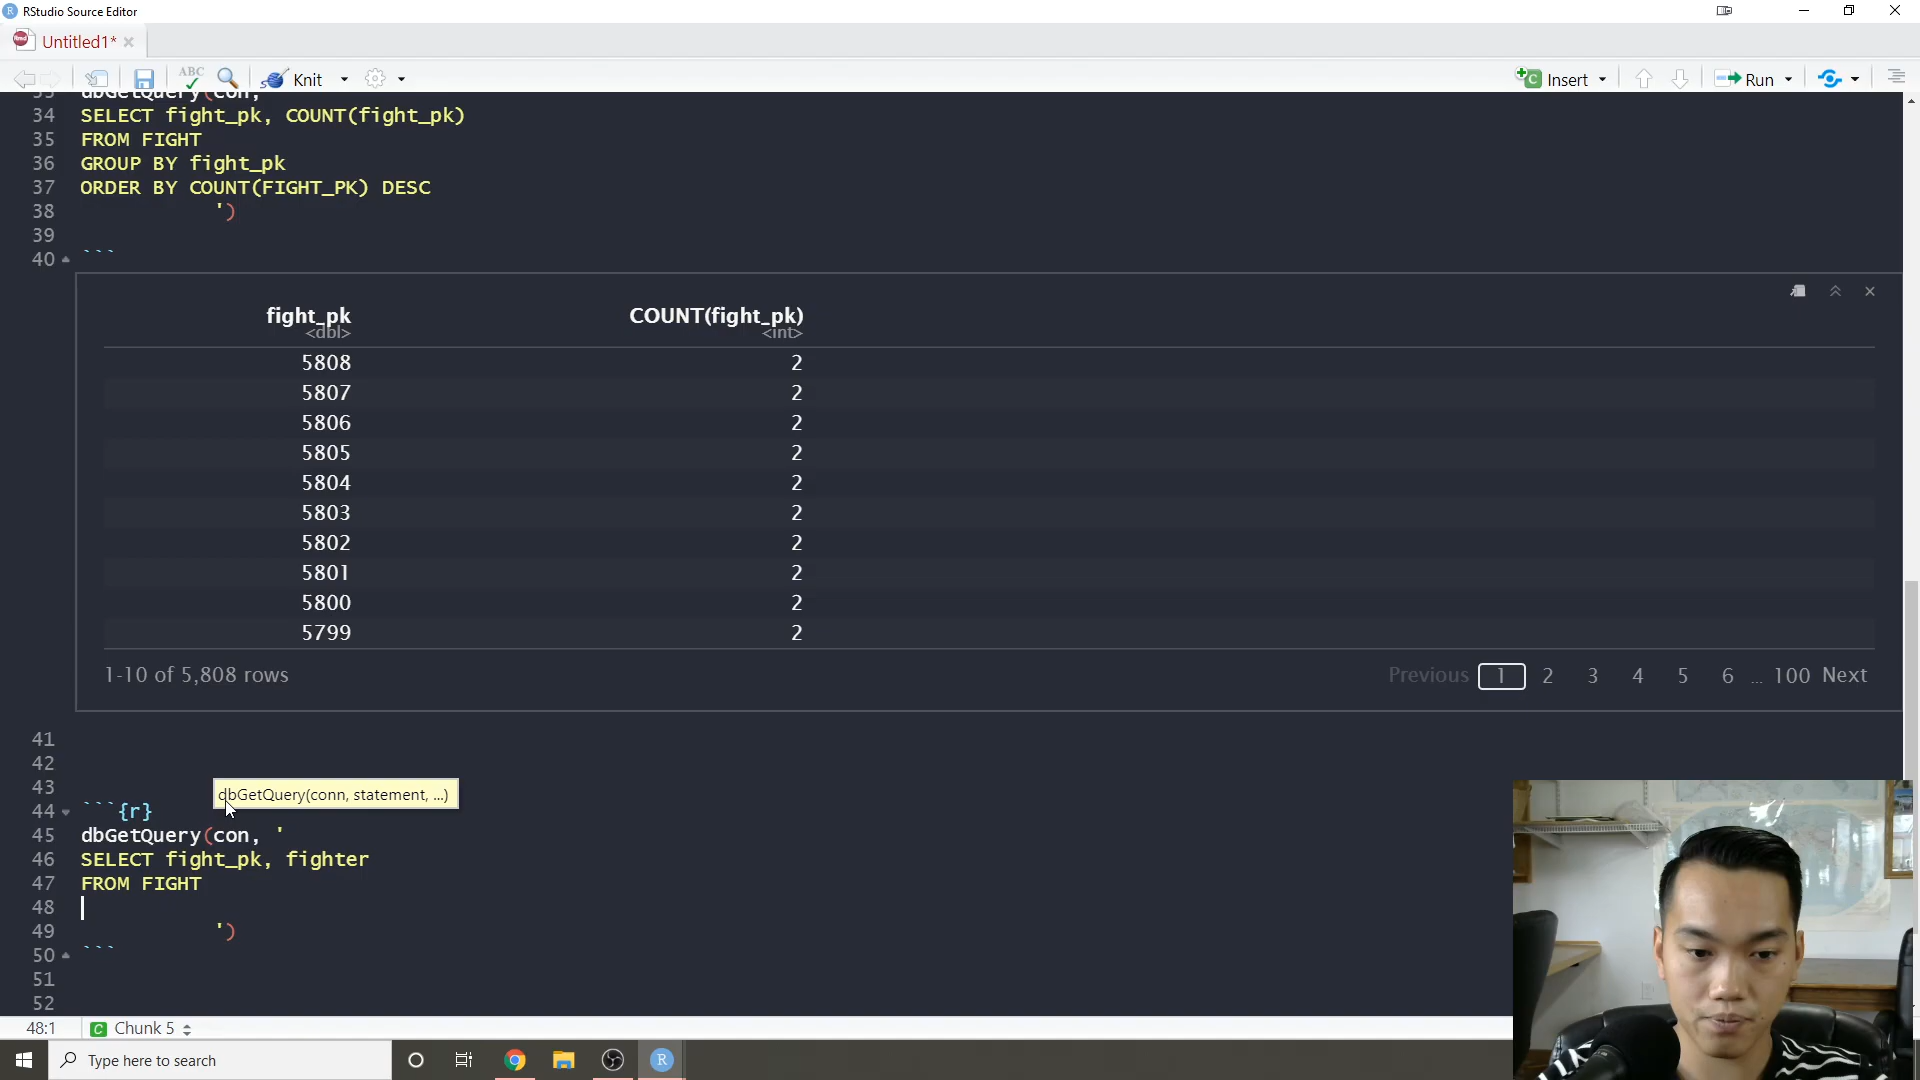 RStudio Source Editor
Untitled1*
ABC
Knit
Insert
Run
33 dbGetQuery(con, '
34 SELECT fight_pk, COUNT(fight_pk)
35 FROM FIGHT
36 GROUP BY fight_pk
37 ORDER BY COUNT(FIGHT_PK) DESC
38 ')
39
40 ```
fight_pk COUNT(fight_pk)
<dbl> <int>
5808 2
5807 2
5806 2
5805 2
5804 2
5803 2
5802 2
5801 2
5800 2
5799 2
1-10 of 5,808 rows Previous 1 2 3 4 5 6 ... 100 Next
41
42
43
dbGetQuery(conn, statement, ...)
44 ```{r}
45 dbGetQuery(con, '
46 SELECT fight_pk, fighter
47 FROM FIGHT
48
49 ')
50 ```
51
52
48:1 C Chunk 5
Type here to search
R